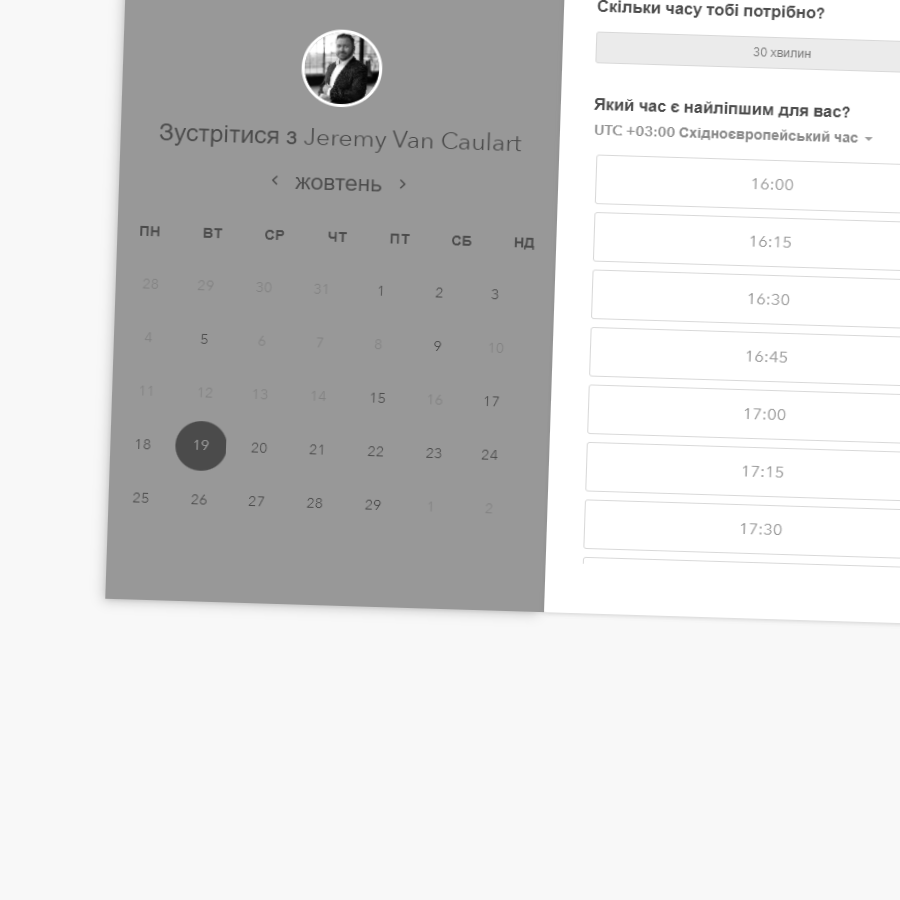 Зустрітися з Jeremy Van Caulart
жовтень
ПН ВТ СР ЧТ ПТ СБ НД
28 29 30 31 1 2 3
4 5 6 7 8 9 10
11 12 13 14 15 16 17
18 19 20 21 22 23 24
25 26 27 28 29 1 2
Скільки часу тобі потрібно?
30 хвилин
Який час є найліпшим для вас?
UTC +03:00 Східноєвропейський час
16:00
16:15
16:30
16:45
17:00
17:15
17:30